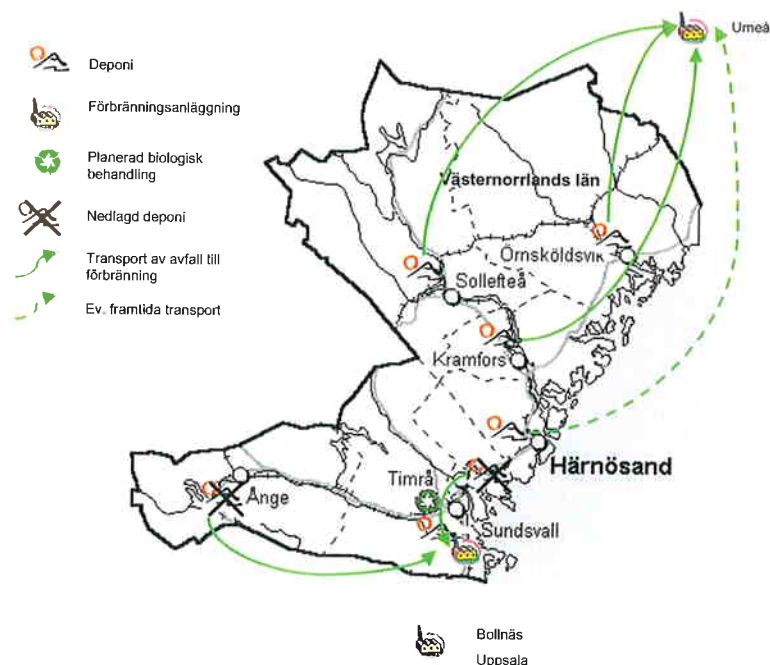 Umeå
Deponi
Förbränningsanläggning
Planerad biologisk
behandling
Nedlagd deponi
Transport av avfall till
förbränning
Ev. framtida transport
Västernorrlands län
Örnsköldsvik
Sollefteå
Kramfors
Härnösand
Timrå
Ånge
Sundsvall
Bollnäs
Uppsala